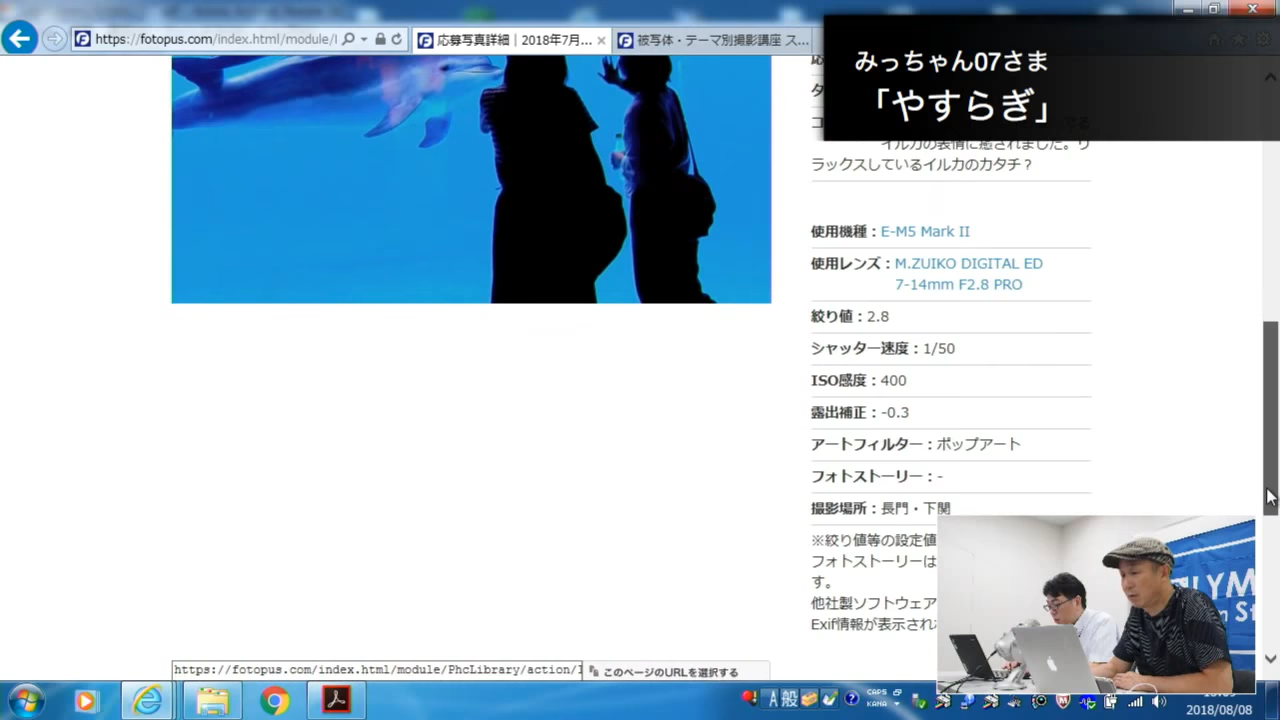 https://fotopus.com/index.html/module/l
応募写真詳細｜2018年7月...
被写体・テーマ別撮影講座 ス...
みっちゃん07さま
「やすらぎ」
イルカの表情に癒されました。リ
ラックスしているイルカのカタチ？
使用機種：E-M5 Mark II
使用レンズ：M.ZUIKO DIGITAL ED
7-14mm F2.8 PRO
絞り値：2.8
シャッター速度：1/50
ISO感度：400
露出補正：-0.3
アートフィルター：ポップアート
フォトストーリー：-
撮影場所：長門・下関
※絞り値等の設定値
フォトストーリーは
す。
他社製ソフトウェア
Exif情報が表示され
LYM
n St
https://fotopus.com/index.html/module/PhcLibrary/action/I
このページのURLを選択する
A 般
CAPS
KANA
2018/08/08